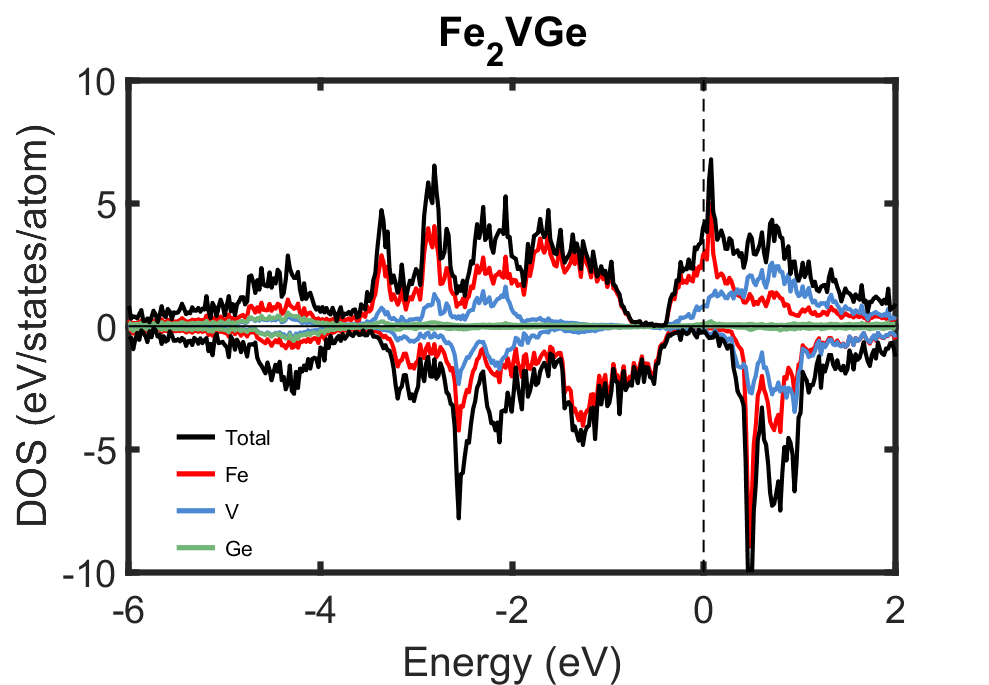 Fe2VGe
10
5
0
-5
-10
DOS (eV/states/atom)
Total
Fe
V
Ge
-6 -4 -2 0 2
Energy (eV)